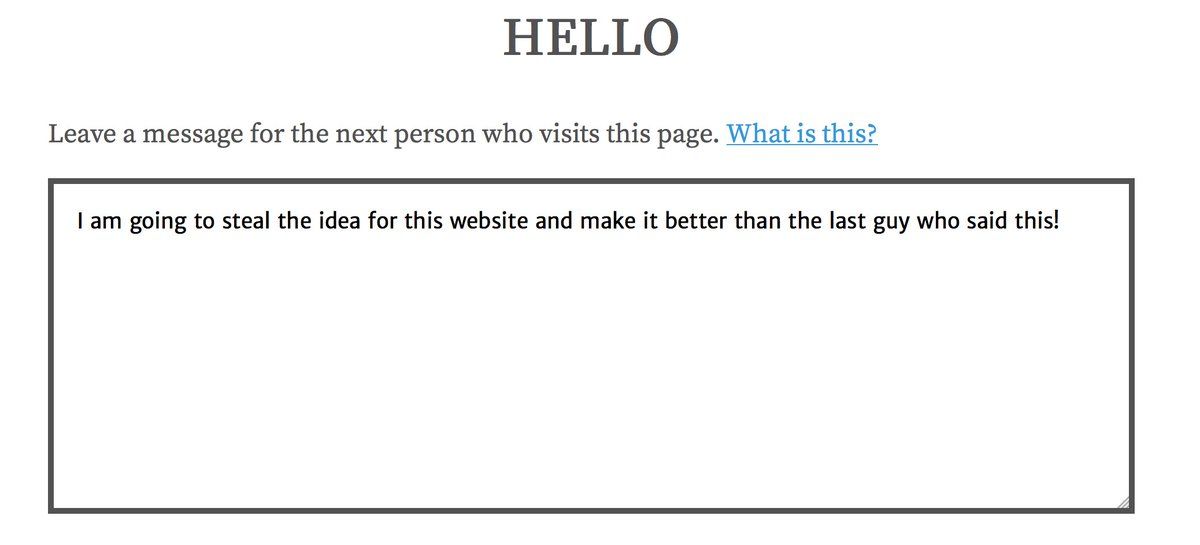 HELLO
Leave a message for the next person who visits this page. What is this?
I am going to steal the idea for this website and make it better than the last guy who said this!